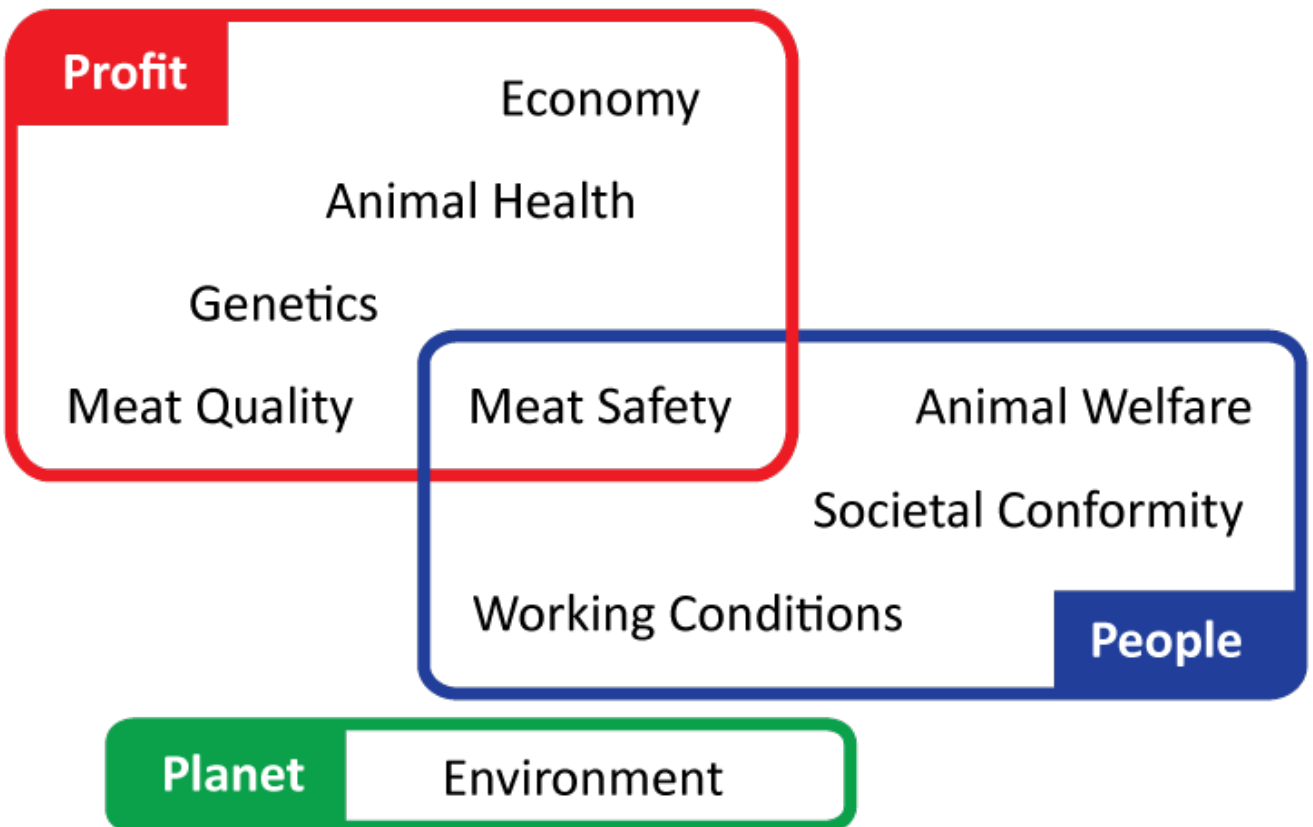 Profit
Economy
Animal Health
Genetics
Meat Quality
Meat Safety
Animal Welfare
Societal Conformity
Working Conditions
People
Planet
Environment